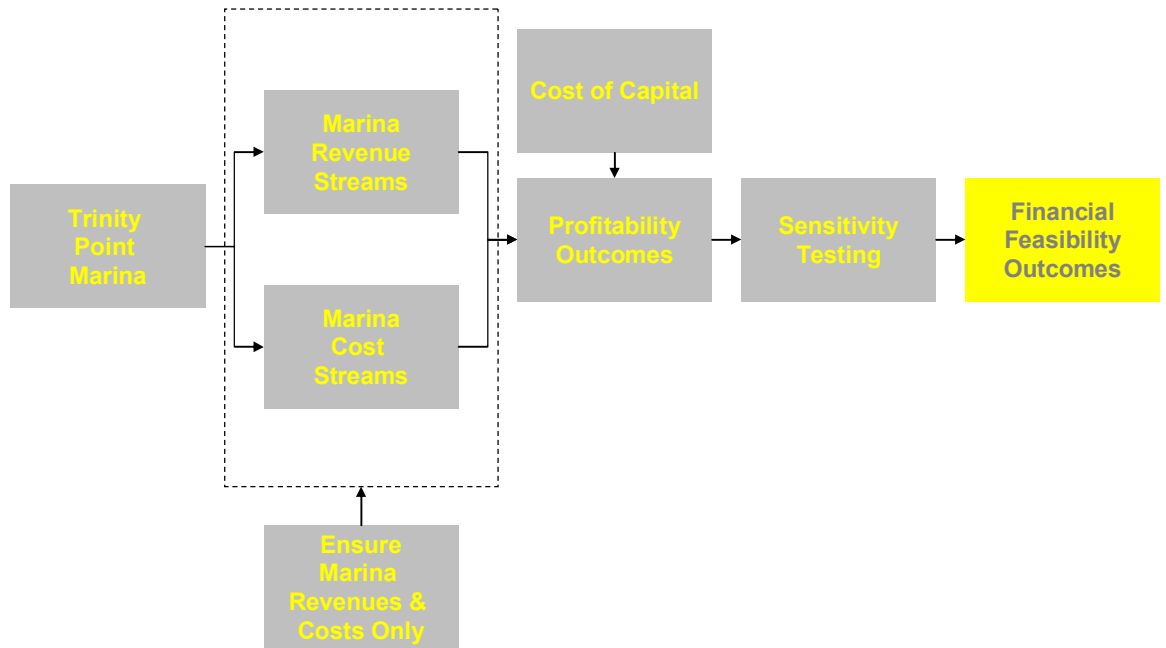 Trinity
Point
Marina
Marina
Revenue
Streams
Marina
Cost
Streams
Ensure
Marina
Revenues &
Costs Only
Cost of Capital
Profitability
Outcomes
Sensitivity
Testing
Financial
Feasibility
Outcomes